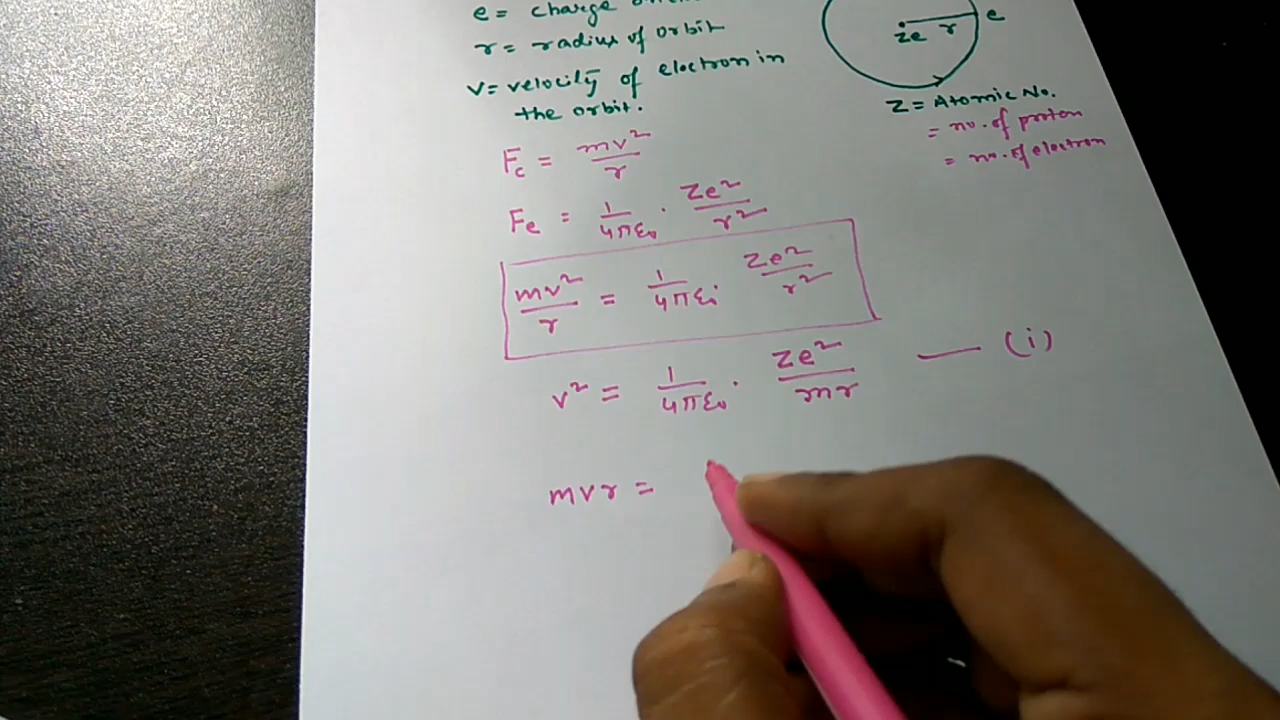 e = charge
r = radius of orbit
v = velocity of electron in
the orbit.
e
ze r
Z = Atomic No.
= no. of proton
= no. of electron
F_c = mv²/r
Fe = 1/4πε₀ · Ze²/r²
mv²/r = 1/4πε₀ Ze²/r²
v² = 1/4πε₀ · Ze²/mr — (i)
mvr =